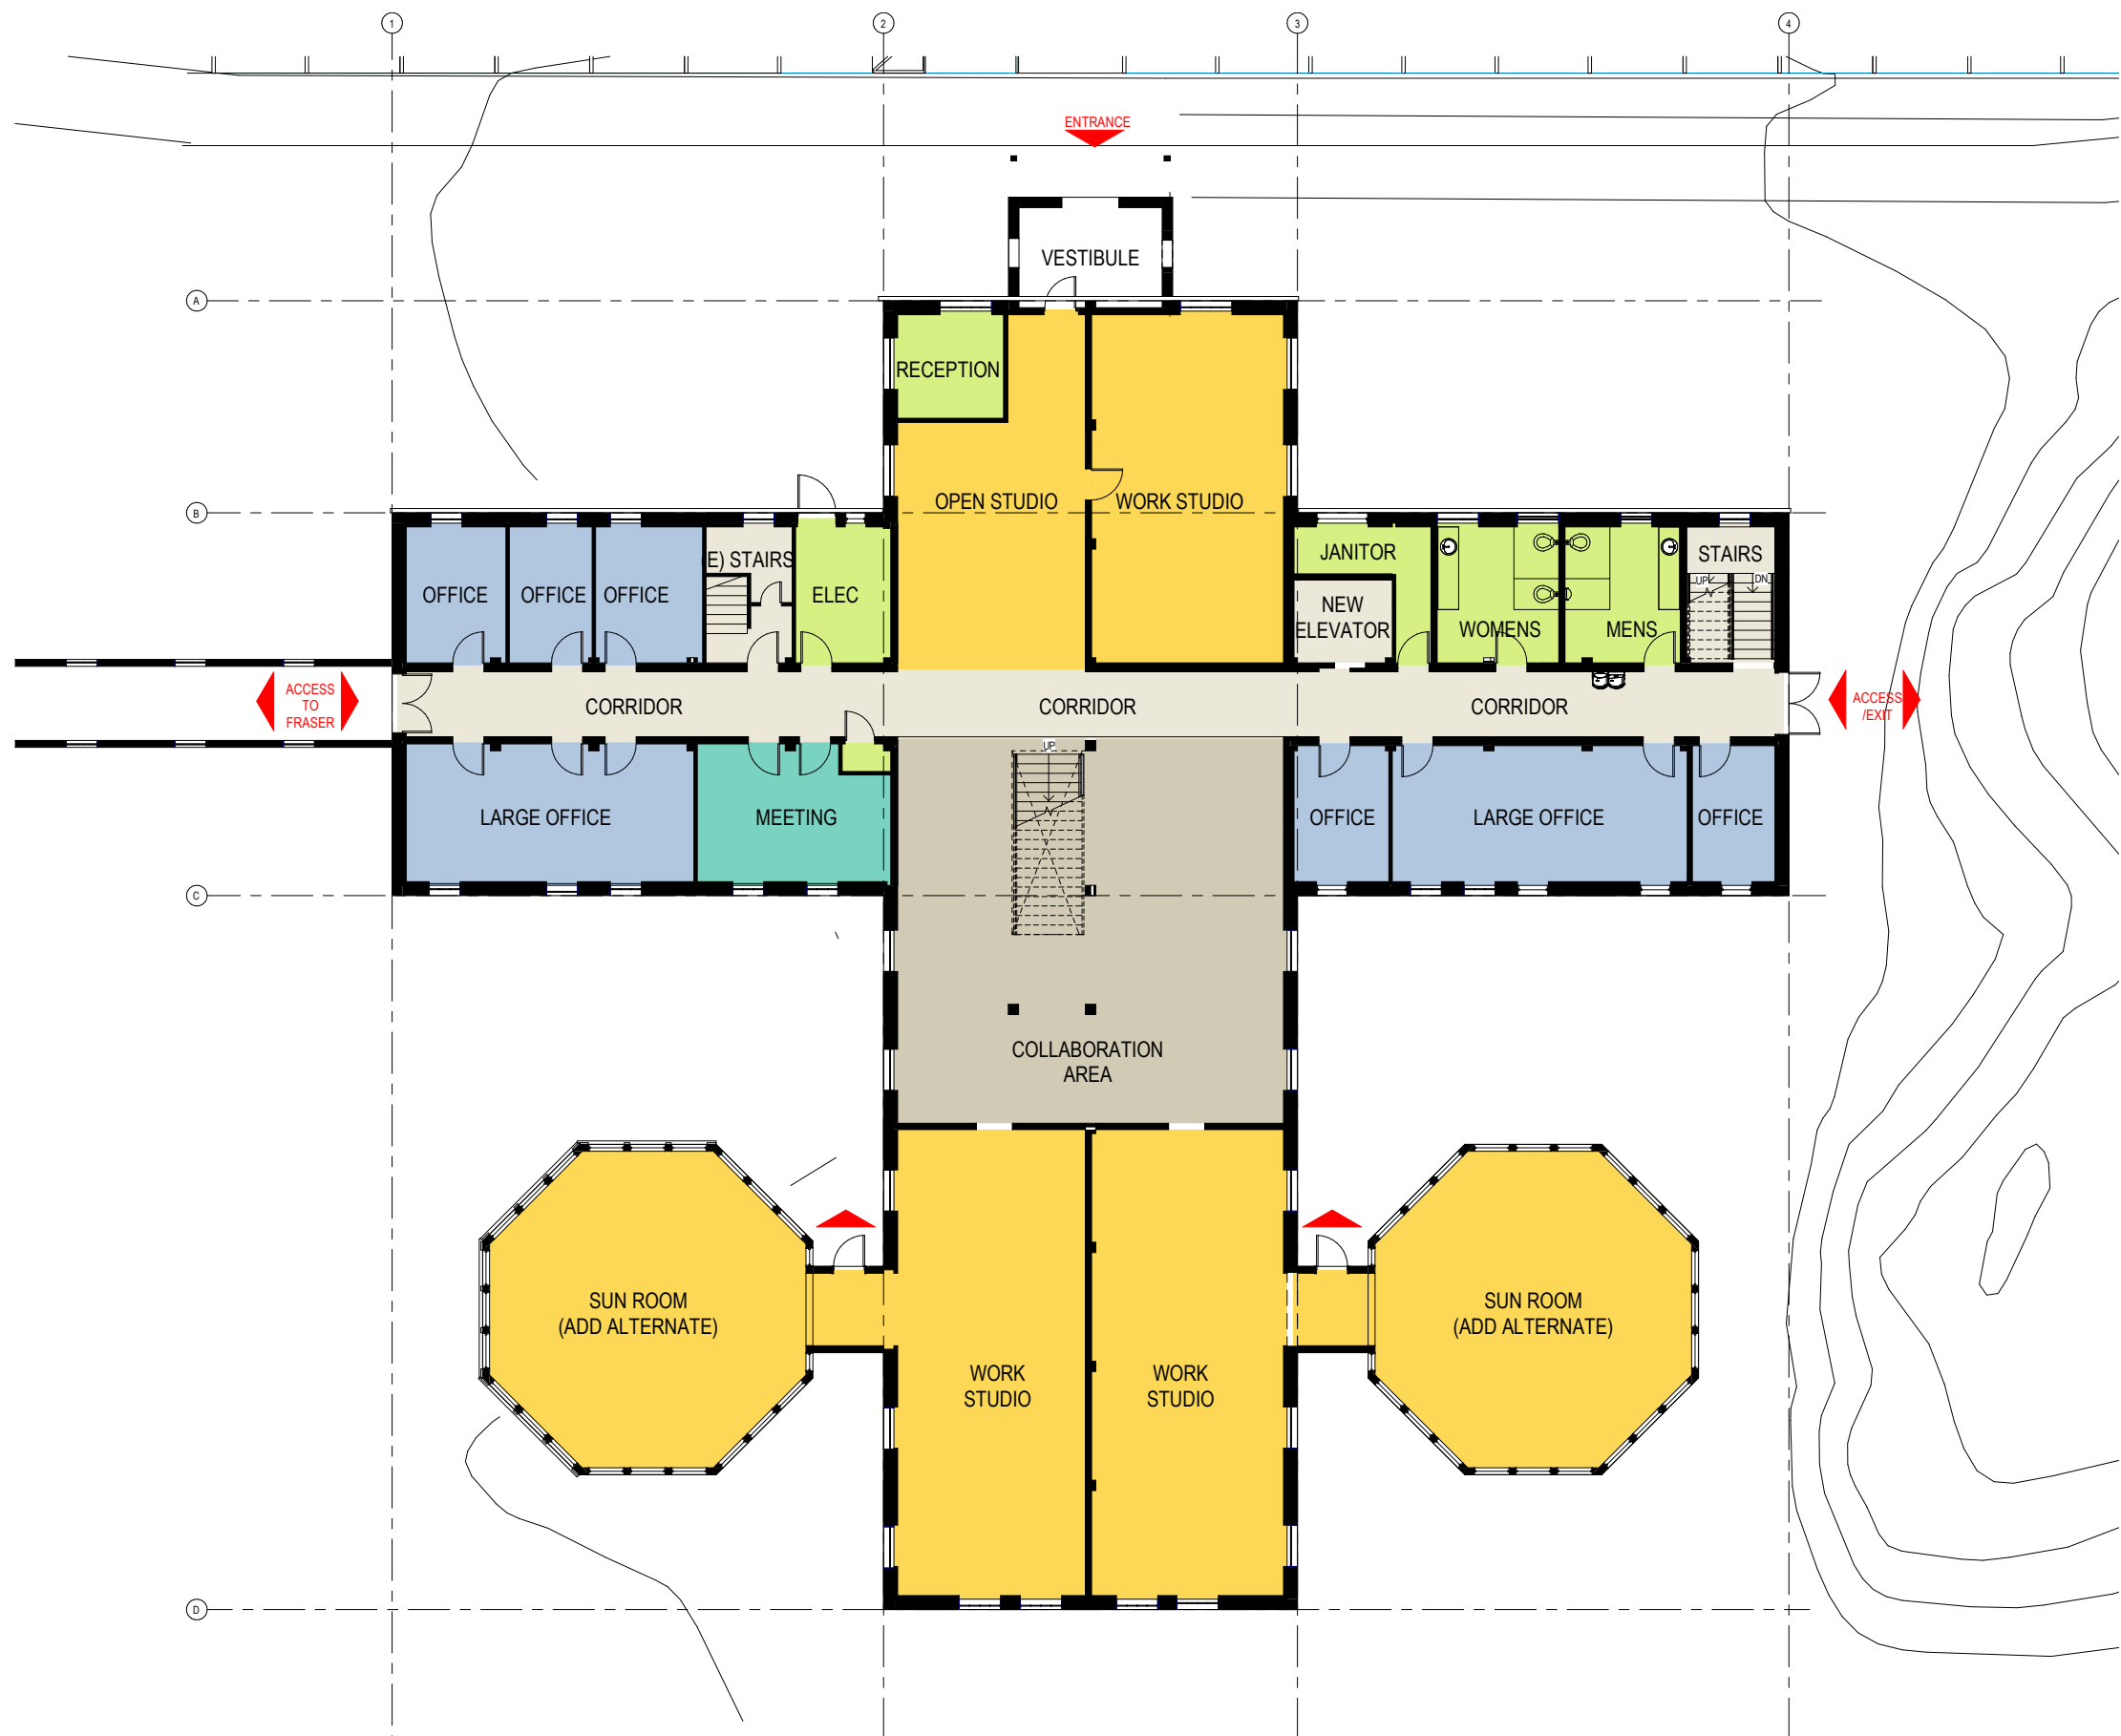 1
2
3
4
ENTRANCE
VESTIBULE
A
RECEPTION
OPEN STUDIO
WORK STUDIO
B
OFFICE
OFFICE
OFFICE
E) STAIRS
ELEC
JANITOR
NEW
ELEVATOR
WOMENS
MENS
STAIRS
UP
DN
ACCESS
TO
FRASER
CORRIDOR
CORRIDOR
CORRIDOR
ACCESS
/EXIT
UP
LARGE OFFICE
MEETING
OFFICE
LARGE OFFICE
OFFICE
C
COLLABORATION
AREA
SUN ROOM
(ADD ALTERNATE)
SUN ROOM
(ADD ALTERNATE)
WORK
STUDIO
WORK
STUDIO
D